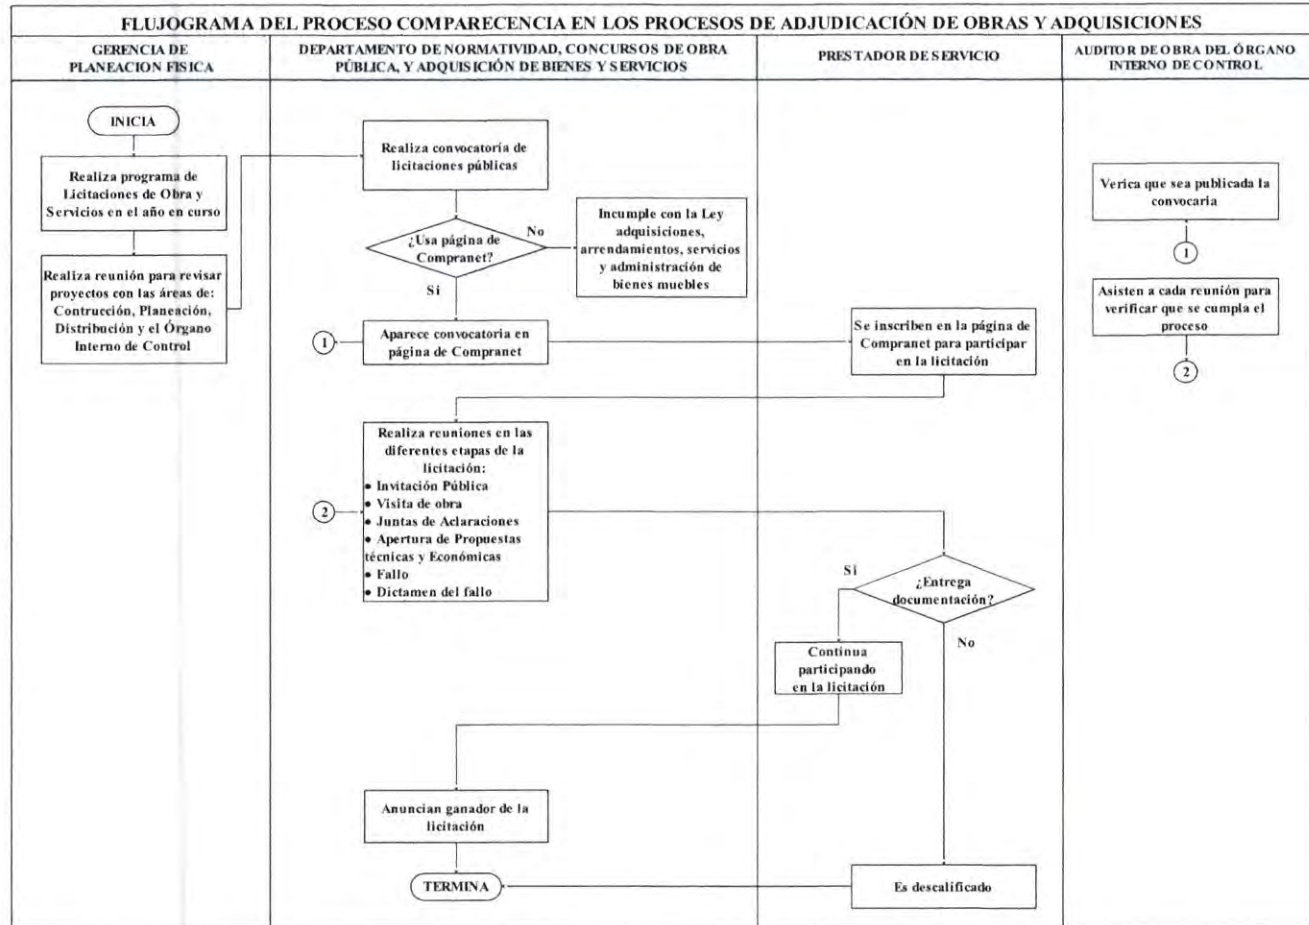 FLUJOGRAMA DEL PROCESO COMPARECENCIA EN LOS PROCESOS DE ADJUDICACIÓN DE OBRAS Y ADQUISICIONES
GERENCIA DE
PLANEACION FISICA
DEPARTAMENTO DE NORMATIVIDAD, CONCURSOS DE OBRA
PÚBLICA, Y ADQUISICIÓN DE BIENES Y SERVICIOS
PRESTADOR DE SERVICIO
AUDITOR DE OBRA DEL ÓRGANO
INTERNO DE CONTROL
INICIA
Realiza programa de
Licitaciones de Obra y
Servicios en el año en curso
Realiza reunión para revisar
proyectos con las áreas de:
Contrucción, Planeación,
Distribución y el Órgano
Interno de Control
Realiza convocatoria de
licitaciones públicas
¿Usa página de
Compranet?
No
Si
Incumple con la Ley
adquisiciones,
arrendamientos, servicios
y administración de
bienes muebles
1
Aparece convocatoria en
página de Compranet
Se inscriben en la página de
Compranet para participar
en la licitación
Verica que sea publicada la
convocaria
1
Asisten a cada reunión para
verificar que se cumpla el
proceso
2
Realiza reuniones en las
diferentes etapas de la
licitación:
• Invitación Pública
• Visita de obra
• Juntas de Aclaraciones
• Apertura de Propuestas
técnicas y Económicas
• Fallo
• Dictamen del fallo
2
¿Entrega
documentación?
Sí
No
Continua
participando
en la licitación
Anuncian ganador de la
licitación
TERMINA
Es descalificado